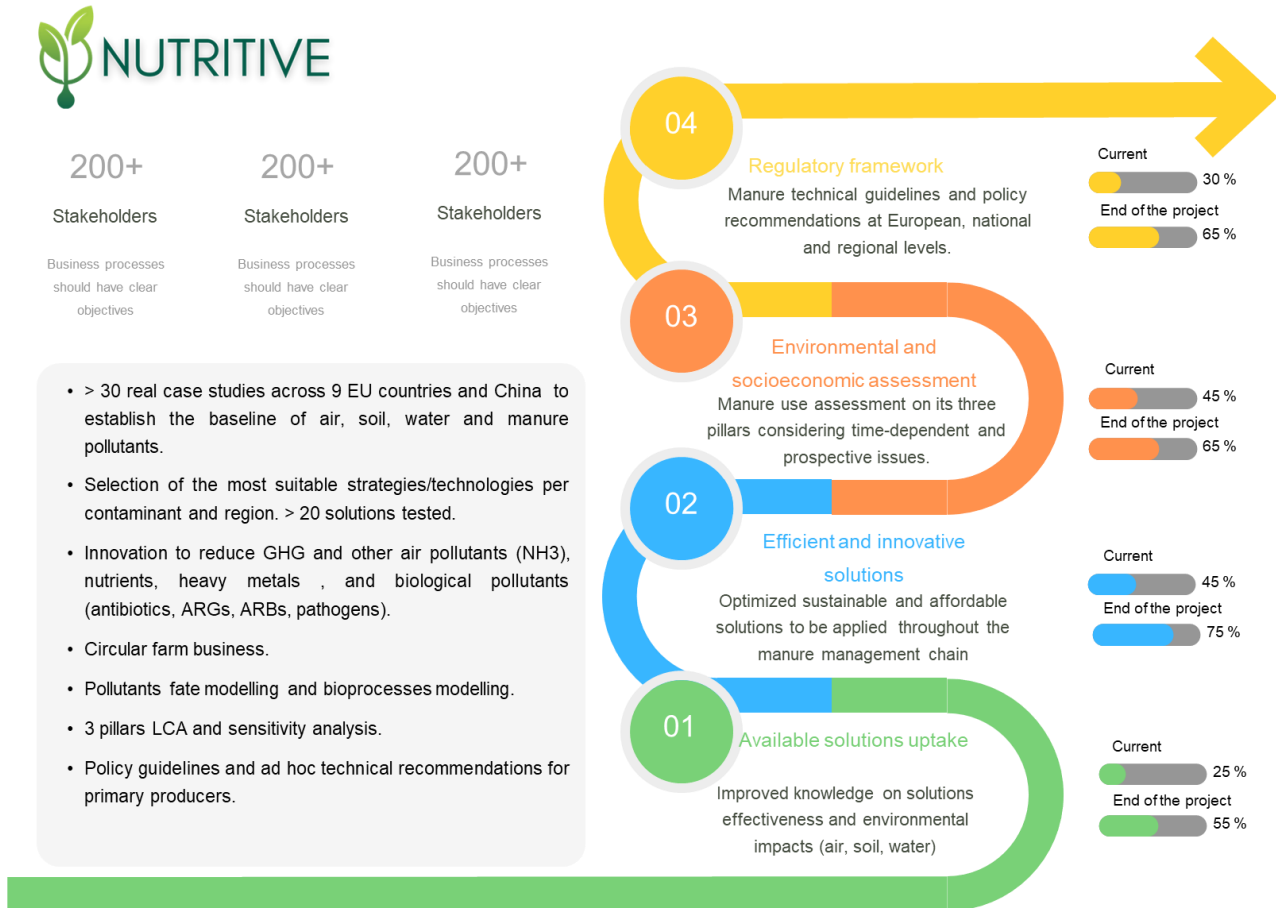 NUTRITIVE
200+
Stakeholders
Business processes
should have clear
objectives
200+
Stakeholders
Business processes
should have clear
objectives
200+
Stakeholders
Business processes
should have clear
objectives
• > 30 real case studies across 9 EU countries and China to
establish the baseline of air, soil, water and manure
pollutants.
• Selection of the most suitable strategies/technologies per
contaminant and region. > 20 solutions tested.
• Innovation to reduce GHG and other air pollutants (NH3),
nutrients, heavy metals , and biological pollutants
(antibiotics, ARGs, ARBs, pathogens).
• Circular farm business.
• Pollutants fate modelling and bioprocesses modelling.
• 3 pillars LCA and sensitivity analysis.
• Policy guidelines and ad hoc technical recommendations for
primary producers.
04
Regulatory framework
Manure technical guidelines and policy
recommendations at European, national
and regional levels.
Current
30 %
End of the project
65 %
03
Environmental and
socioeconomic assessment
Manure use assessment on its three
pillars considering time-dependent and
prospective issues.
Current
45 %
End of the project
65 %
02
Efficient and innovative
solutions
Optimized sustainable and affordable
solutions to be applied throughout the
manure management chain
Current
45 %
End of the project
75 %
01
Available solutions uptake
Improved knowledge on solutions
effectiveness and environmental
impacts (air, soil, water)
Current
25 %
End of the project
55 %